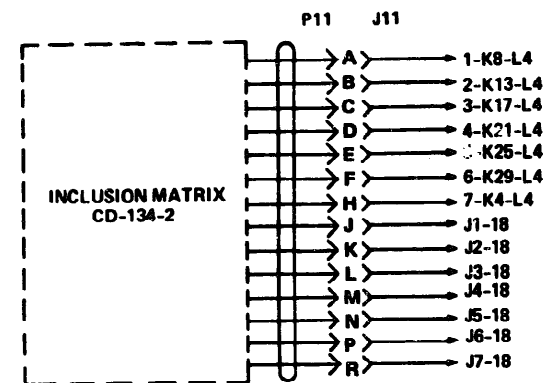 P11 J11
A 1-K8-L4
B 2-K13-L4
C 3-K17-L4
D 4-K21-L4
E -K25-L4
F 6-K29-L4
INCLUSION MATRIX
CD-134-2
H 7-K4-L4
J J1-18
K J2-18
L J3-18
M J4-18
N J5-18
P J6-18
R J7-18